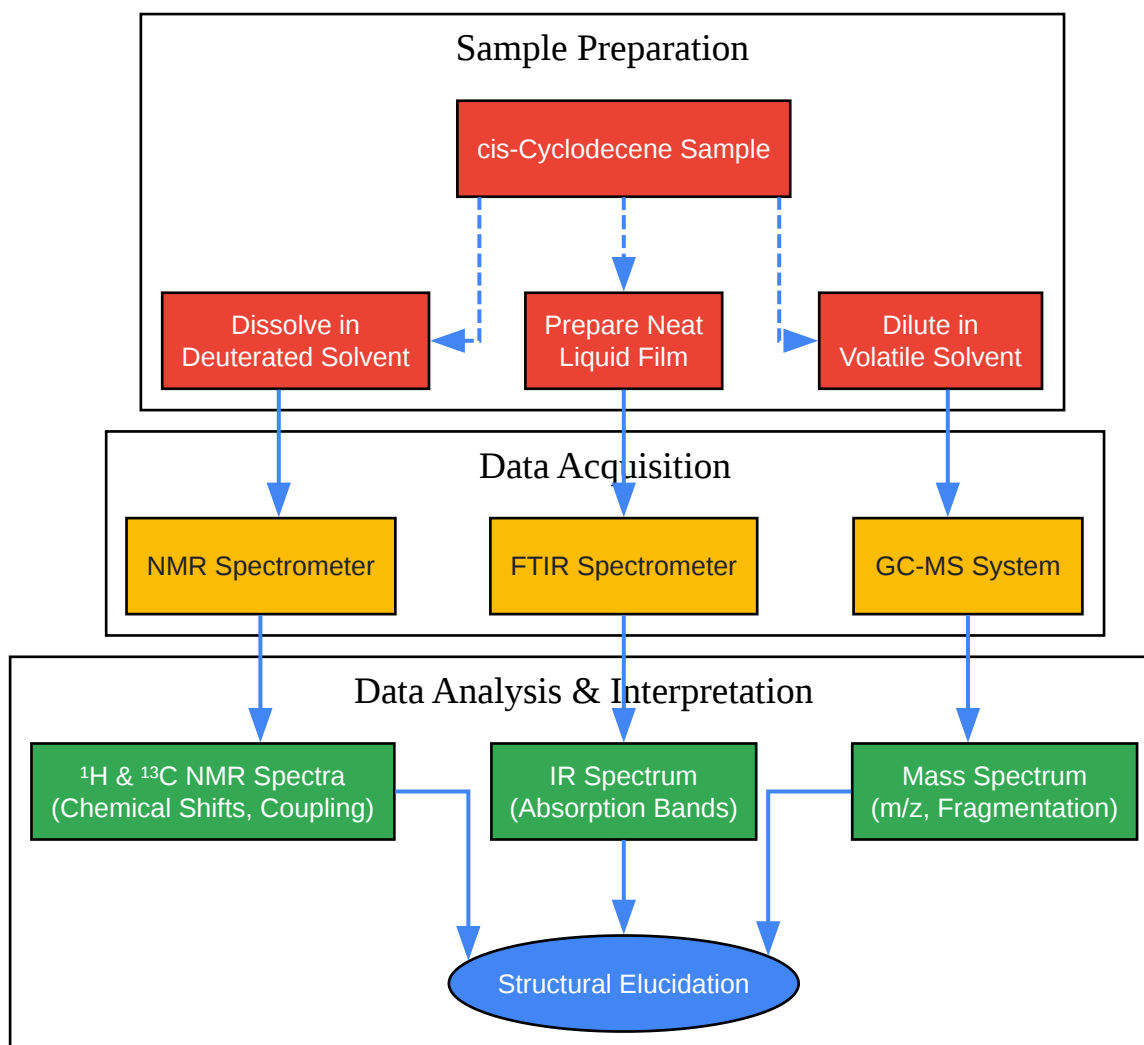 Sample Preparation
cis-Cyclodecene Sample
Dissolve in
Deuterated Solvent
Prepare Neat
Liquid Film
Dilute in
Volatile Solvent
Data Acquisition
NMR Spectrometer
FTIR Spectrometer
GC-MS System
Data Analysis & Interpretation
¹H & ¹³C NMR Spectra
(Chemical Shifts, Coupling)
IR Spectrum
(Absorption Bands)
Mass Spectrum
(m/z, Fragmentation)
Structural Elucidation